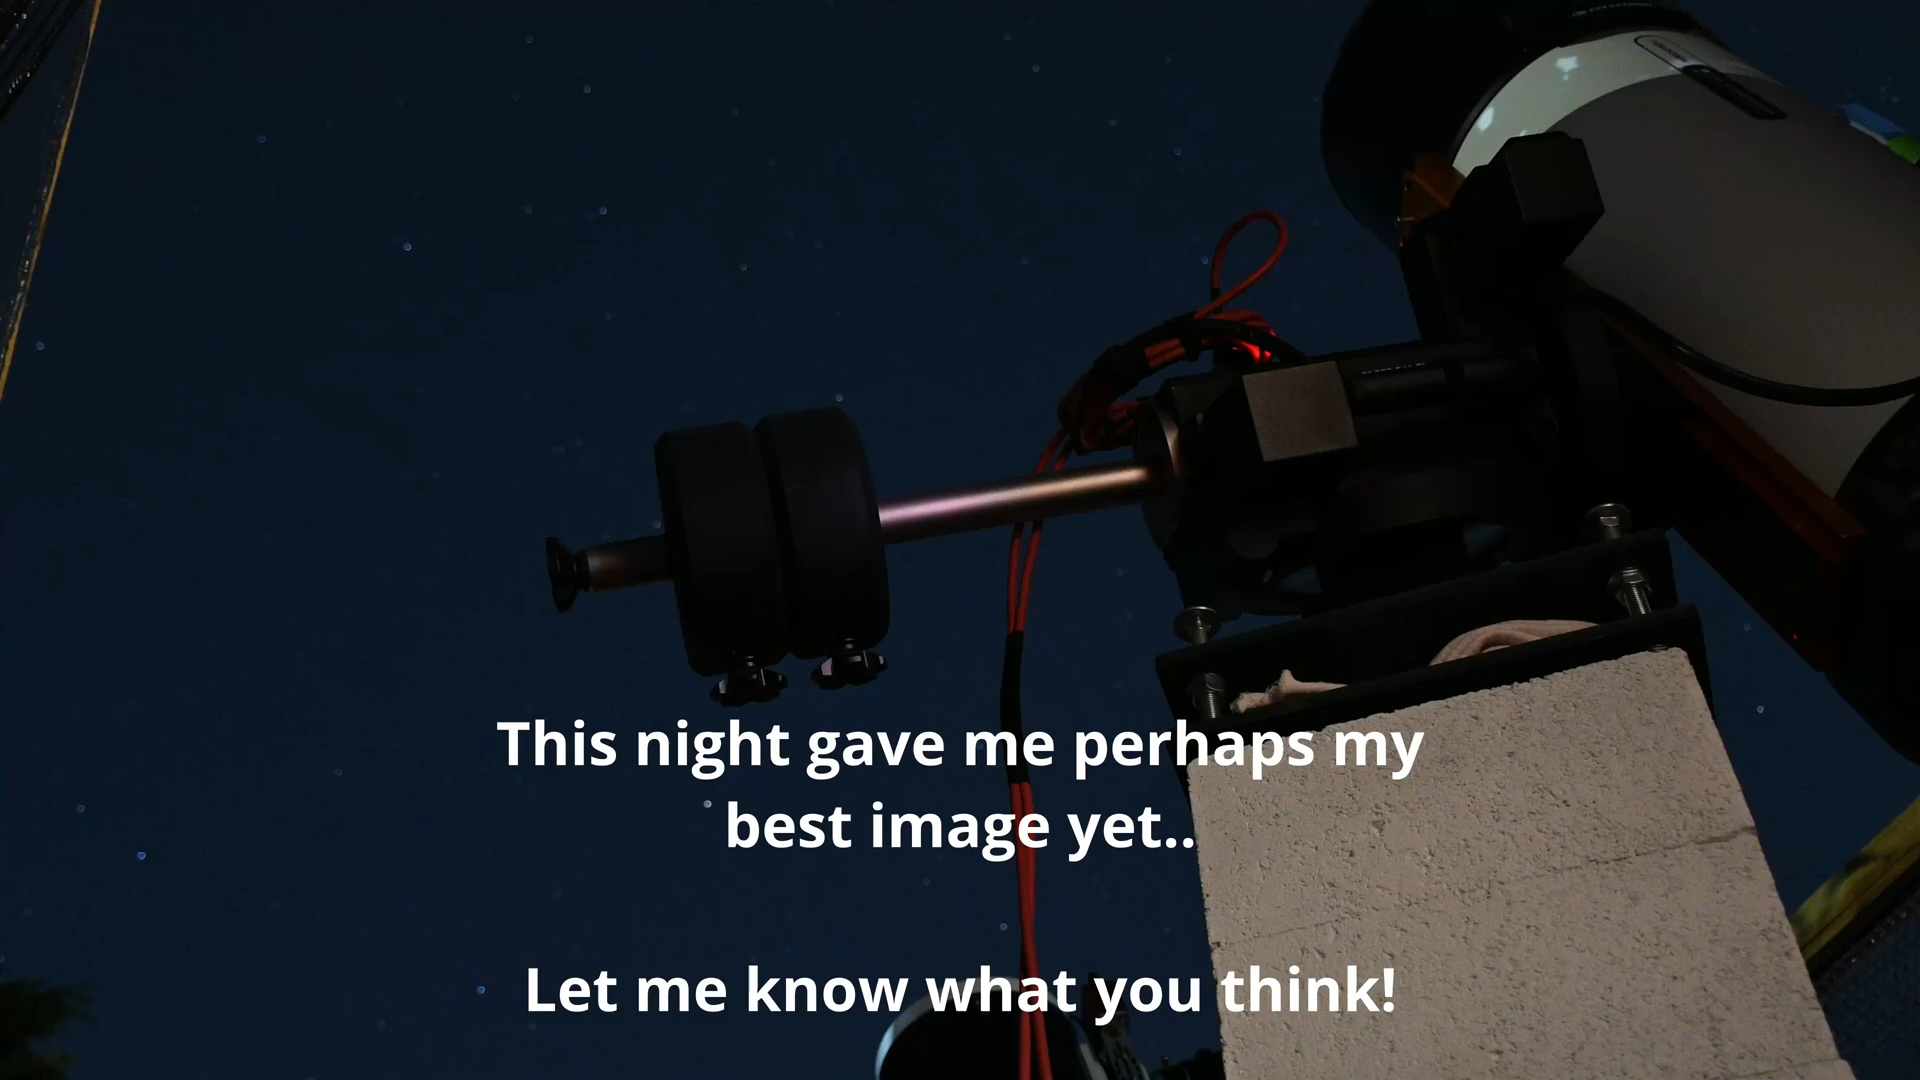 This night gave me perhaps my
best image yet..
Let me know what you think!